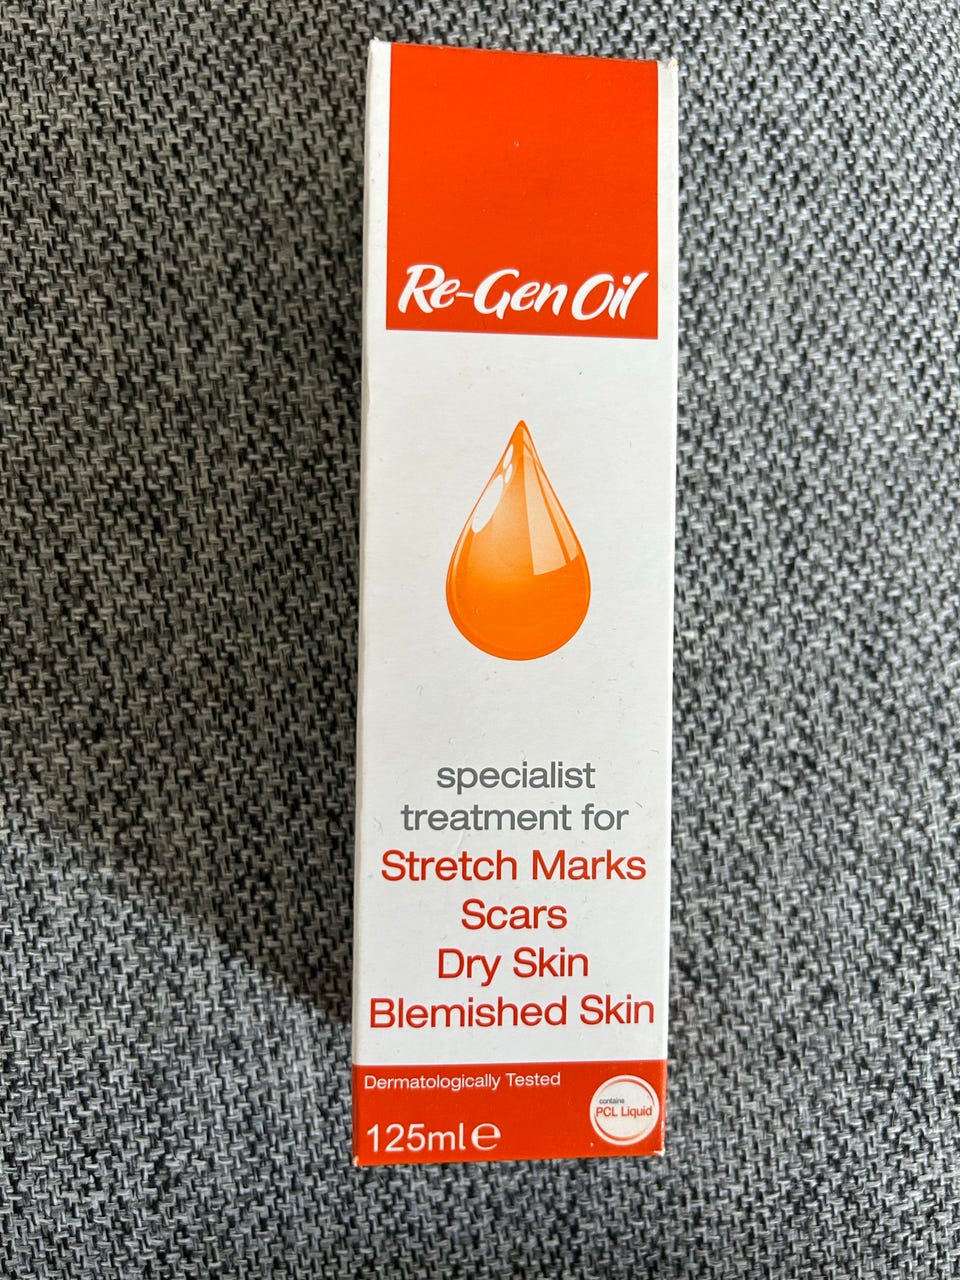 Re-Gen Oil
specialist
treatment for
Stretch Marks
Scars
Dry Skin
Blemished Skin
Dermatologically Tested
contains
PCL Liquid
125ml e